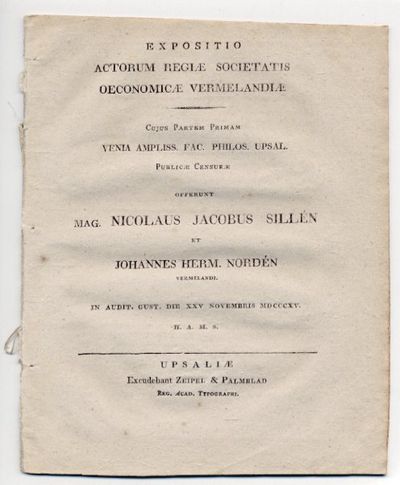 EXPOSITIO
ACTORUM REGIÆ SOCIETATIS
OECONOMICÆ VERMELANDIÆ
CUJUS PARTEM PRIMAM
VENIA AMPLISS. FAC. PHILOS. UPSAL.
PUBLICÆ CENSURÆ
OFFERUNT
MAG. NICOLAUS JACOBUS SILLÉN
ET
JOHANNES HERM. NORDÉN
VERMELANDI.
IN AUDIT. GUST. DIE XXV NOVEMBRIS MDCCCXV.
H. A. M. S.
UPSALIÆ
Excudebant ZEIPEL & PALMBLAD
REG. ACAD. TYPOGRAPHI.